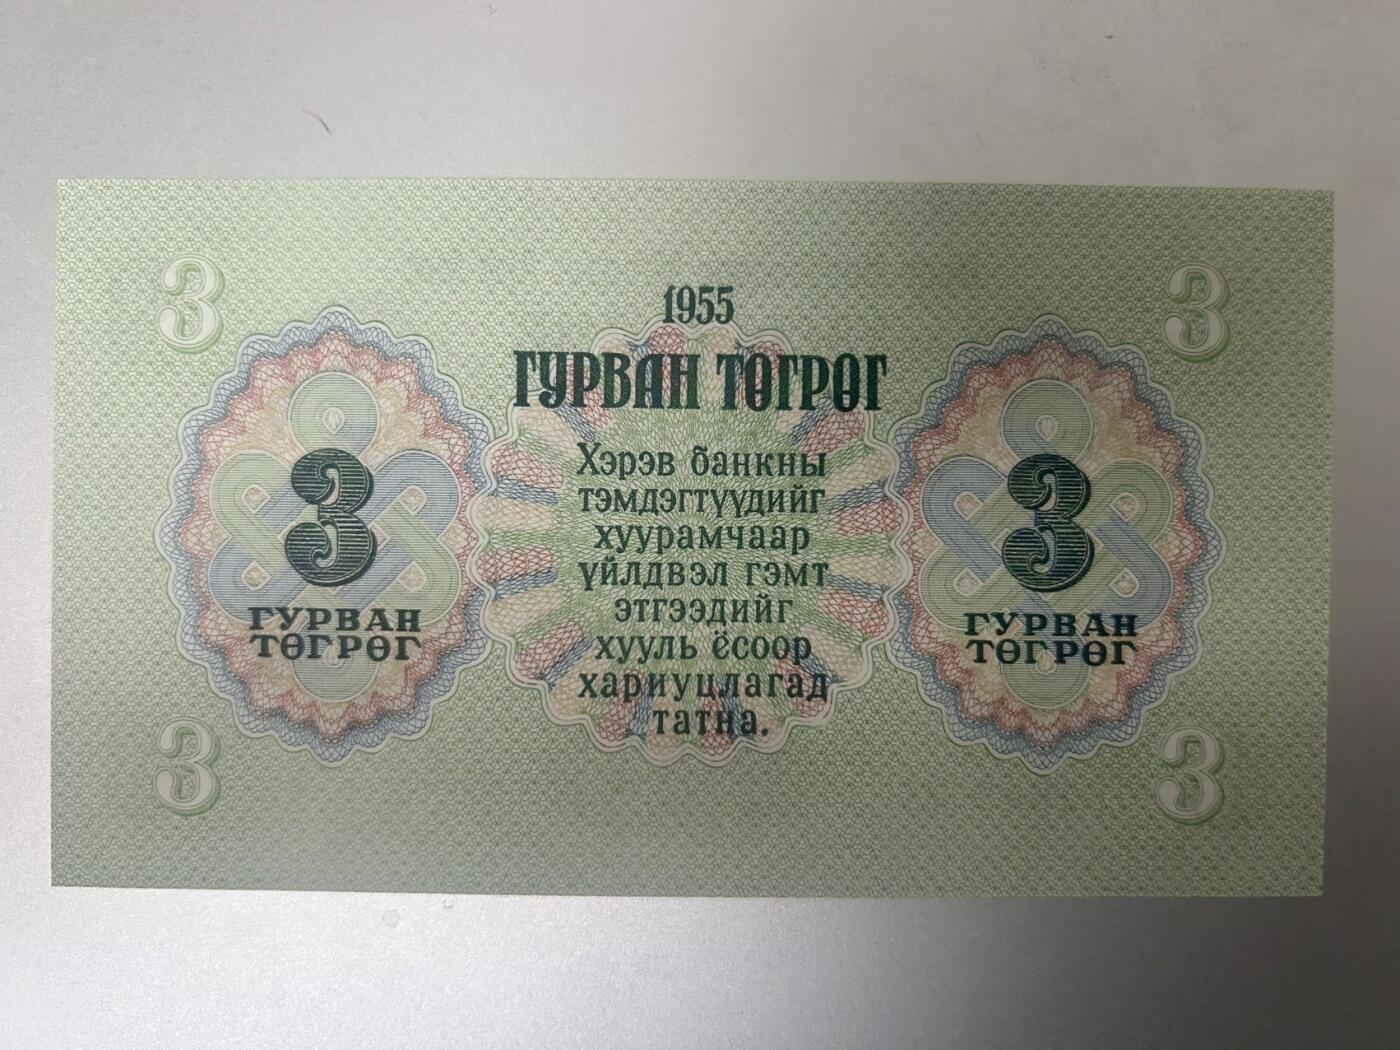 3
3
1955
ГУРВАН ТӨГРӨГ
Хэрэв банкны
тэмдэгтүүдийг
хуурамчаар
үйлдвэл гэмт
этгээдийг
хууль ёсоор
хариуцлагад
татна.
3
ГУРВАН
ТӨГРӨГ
3
ГУРВАН
ТӨГРӨГ
3
3